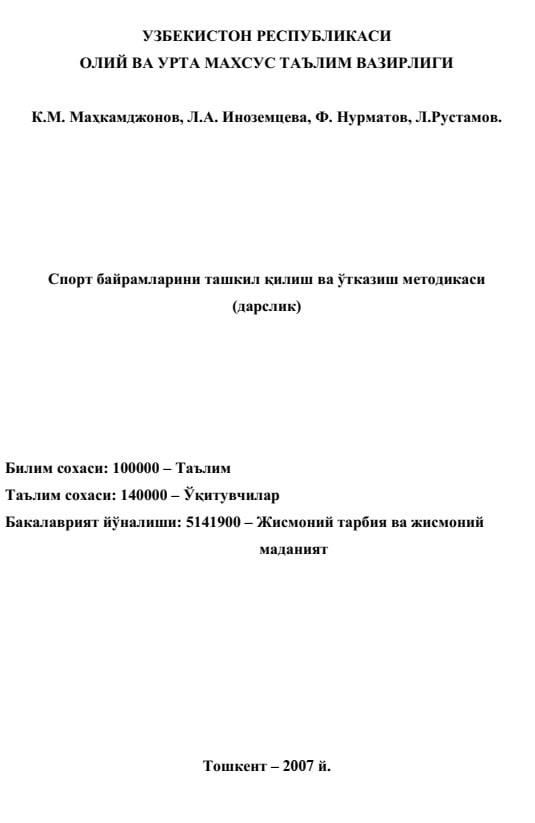 УЗБЕКИСТОН РЕСПУБЛИКАСИ
ОЛИЙ ВА УРТА МАХСУС ТАЪЛИМ ВАЗИРЛИГИ
К.М. Маҳкамджонов, Л.А. Иноземцева, Ф. Нурматов, Л.Рустамов.
Спорт байрамларини ташкил қилиш ва ўтказиш методикаси
(дарслик)
Билим сохаси: 100000 – Таълим
Таълим сохаси: 140000 – Ўқитувчилар
Бакалаврият йўналиши: 5141900 – Жисмоний тарбия ва жисмоний
маданият
Тошкент – 2007 й.